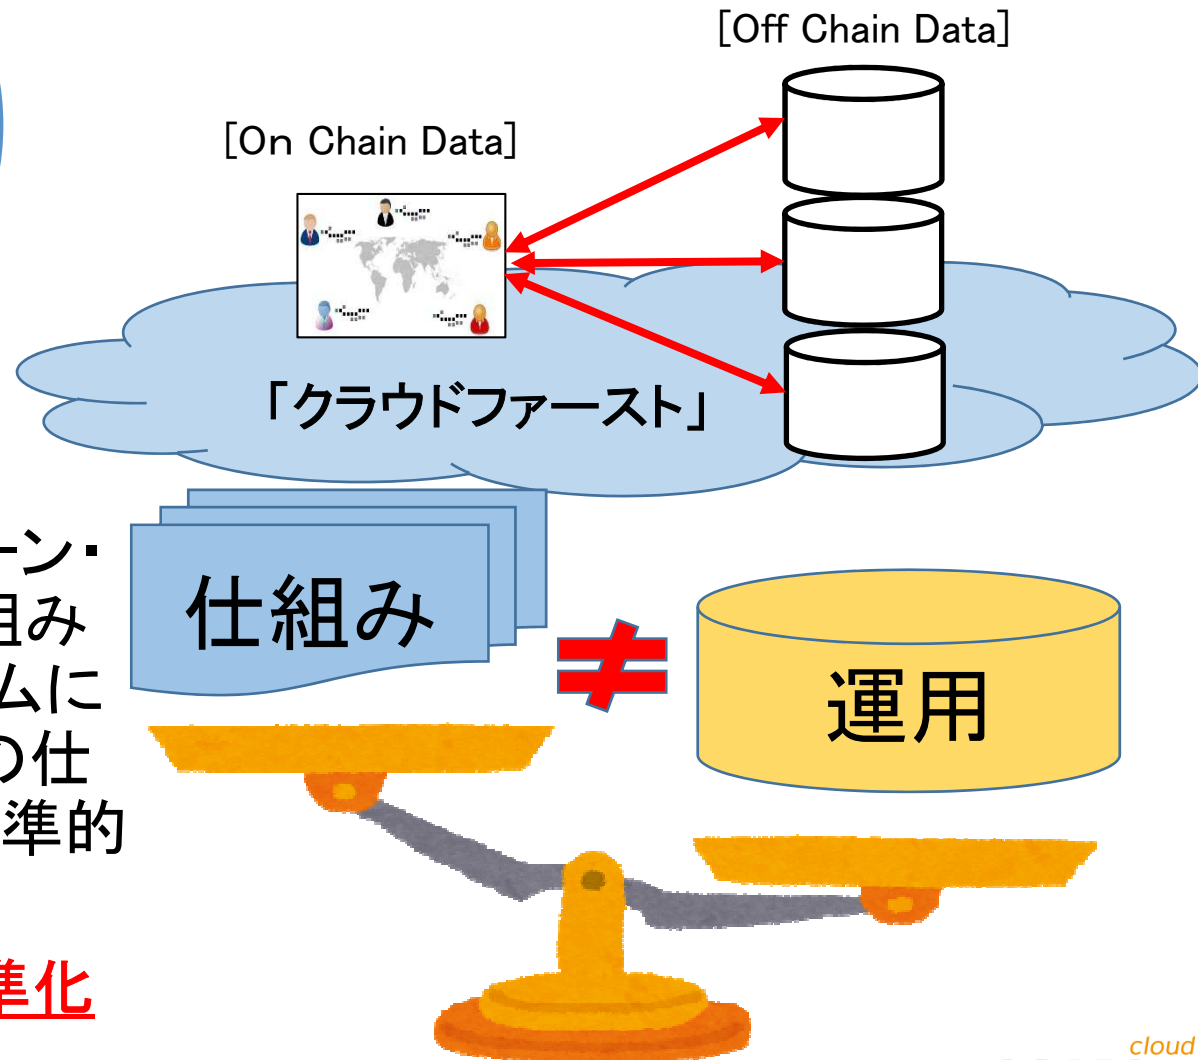 [Off Chain Data]
[On Chain Data]
「クラウドファースト」
仕組み
≠
運用
ーン・
組み
ムに
の仕
準的
準化
cloud